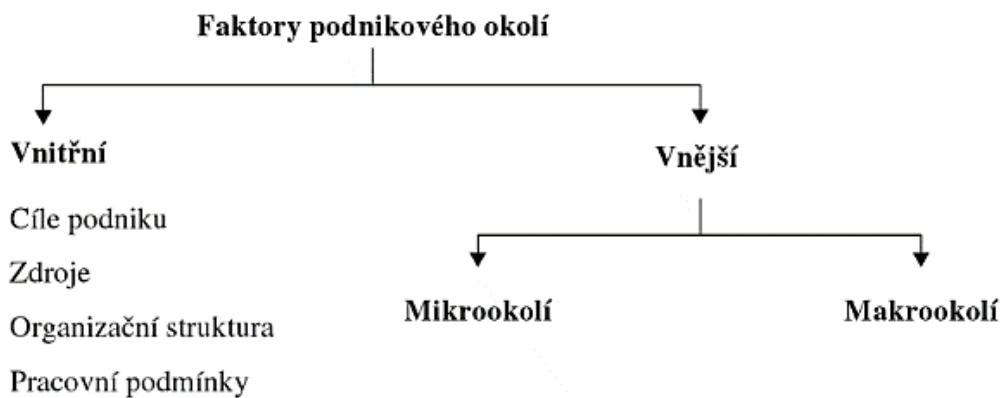 Faktory podnikového okolí
Vnitřní
Vnější
Cíle podniku
Zdroje
Organizační struktura
Pracovní podmínky
Mikrookolí
Makrookolí